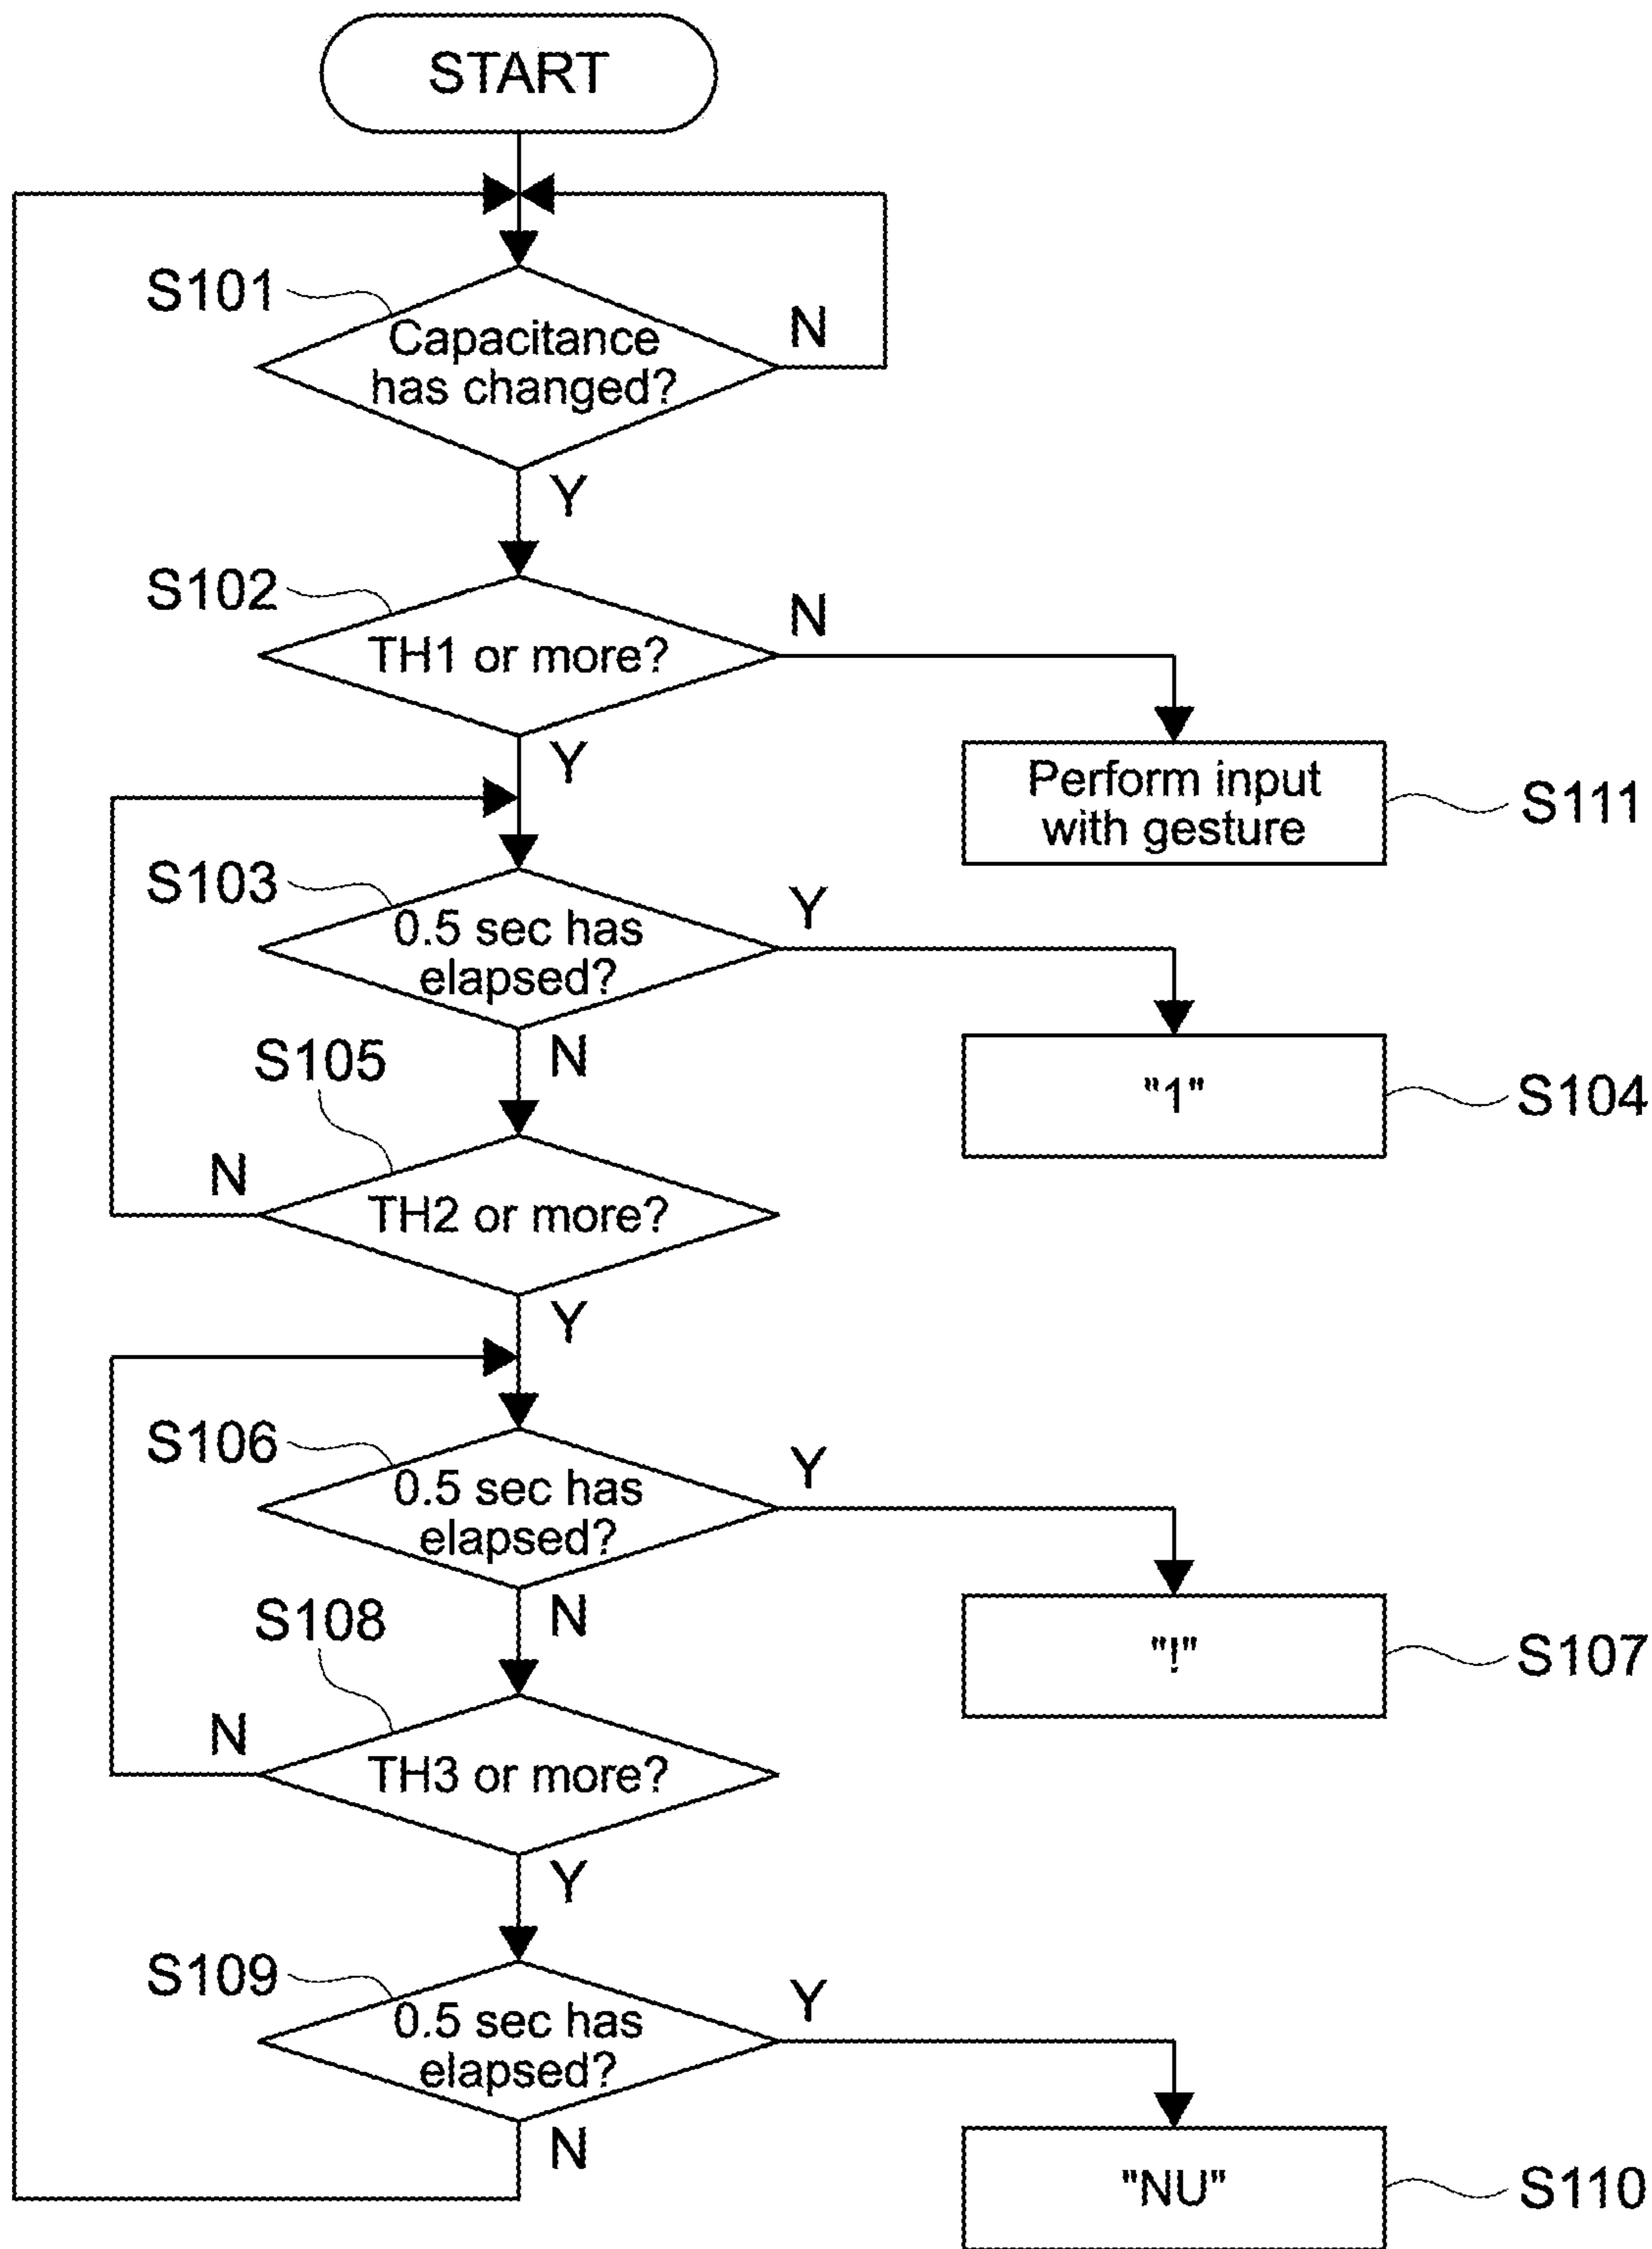 START
S101
Capacitance
has changed?
N
Y
S102
TH1 or more?
N
Y
Perform input
with gesture
S111
S103
0.5 sec has
elapsed?
Y
N
"1"
S104
S105
TH2 or more?
N
Y
S106
0.5 sec has
elapsed?
Y
N
"!"
S107
S108
TH3 or more?
N
Y
S109
0.5 sec has
elapsed?
Y
N
"NU"
S110